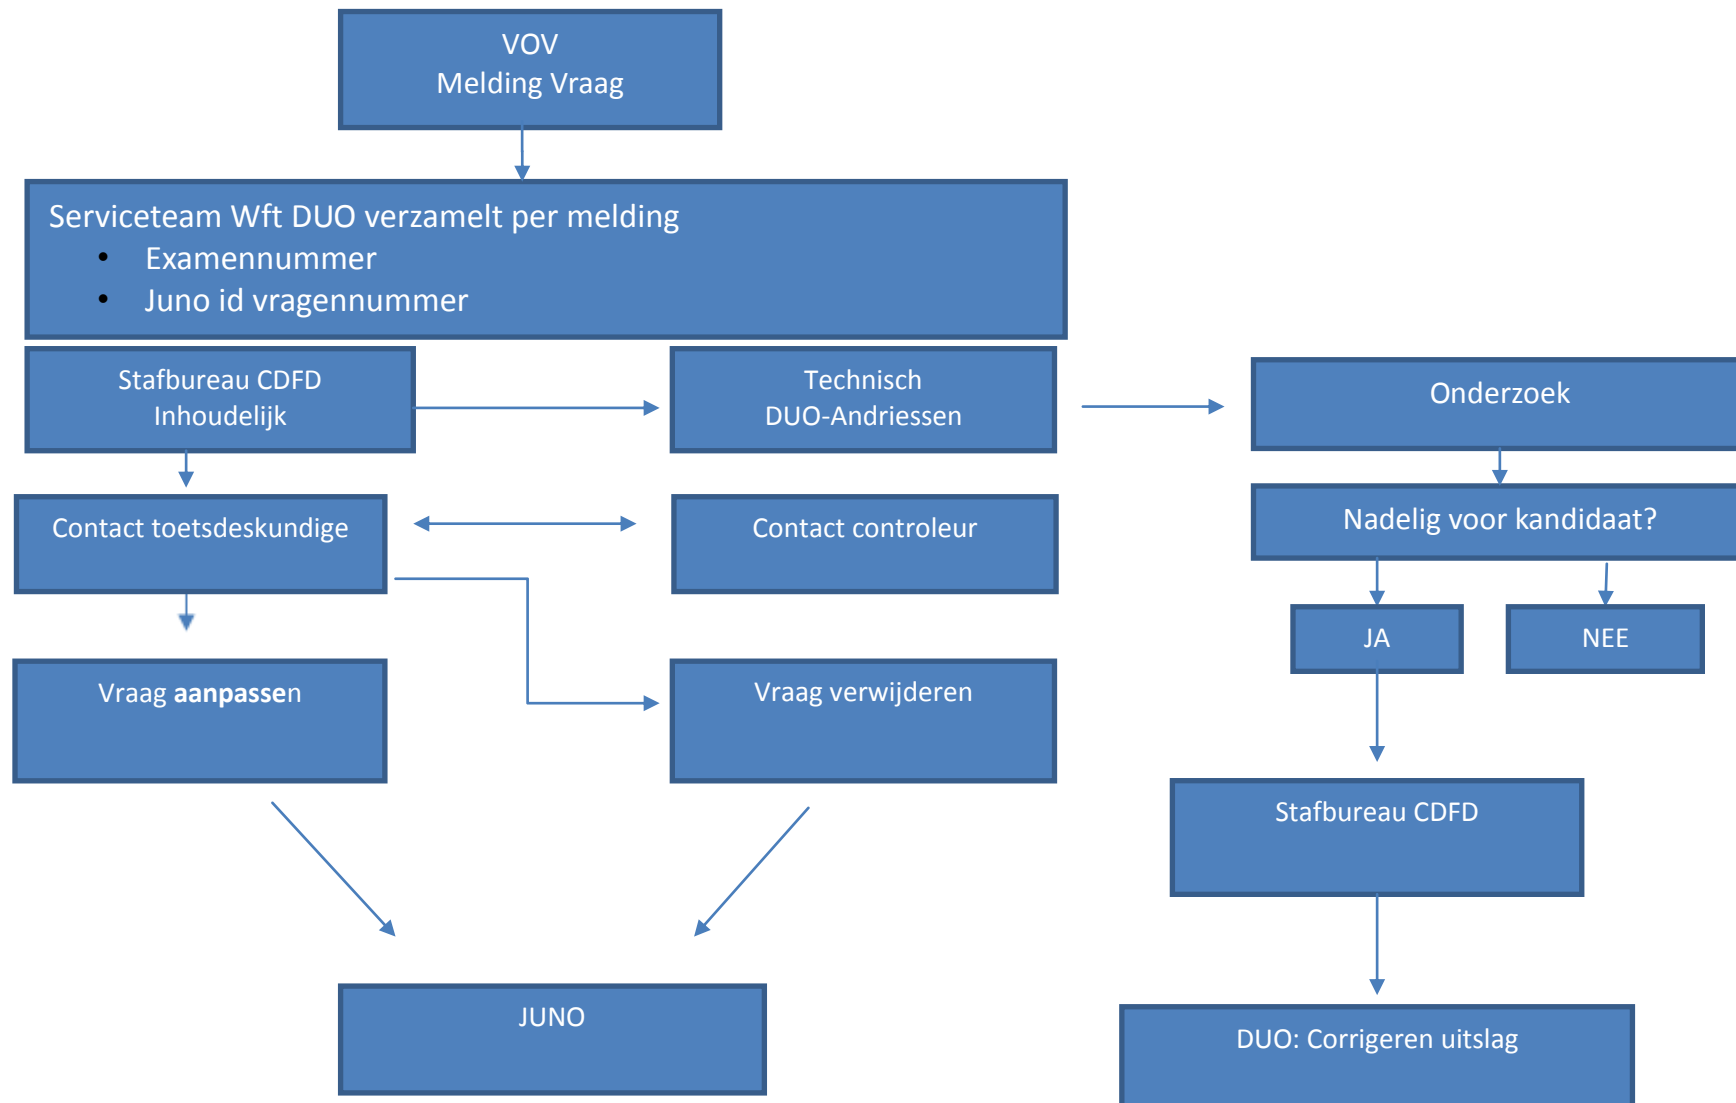 VOV
Melding Vraag
Serviceteam Wft DUO verzamelt per melding
• Examennummer
• Juno id vragennummer
Stafbureau CDFD
Inhoudelijk
Technisch
DUO-Andriessen
Onderzoek
Contact toetsdeskundige
Contact controleur
Nadelig voor kandidaat?
JA
NEE
Vraag aanpassen
Vraag verwijderen
Stafbureau CDFD
JUNO
DUO: Corrigeren uitslag